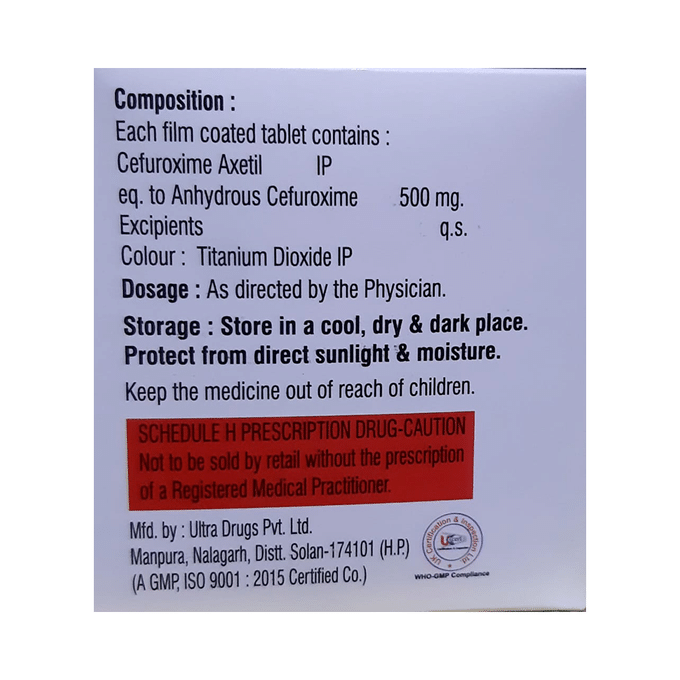 Composition :
Each film coated tablet contains :
Cefuroxime Axetil IP
eq. to Anhydrous Cefuroxime 500 mg.
Excipients q.s.
Colour : Titanium Dioxide IP
Dosage : As directed by the Physician.
Storage : Store in a cool, dry & dark place.
Protect from direct sunlight & moisture.
Keep the medicine out of reach of children.
SCHEDULE H PRESCRIPTION DRUG-CAUTION
Not to be sold by retail without the prescription
of a Registered Medical Practitioner.
Mfd. by : Ultra Drugs Pvt. Ltd.
Manpura, Nalagarh, Distt. Solan-174101 (H.P.)
(A GMP, ISO 9001 : 2015 Certified Co.)
UK Certification & Inspection Ltd.
WHO-GMP Compliance